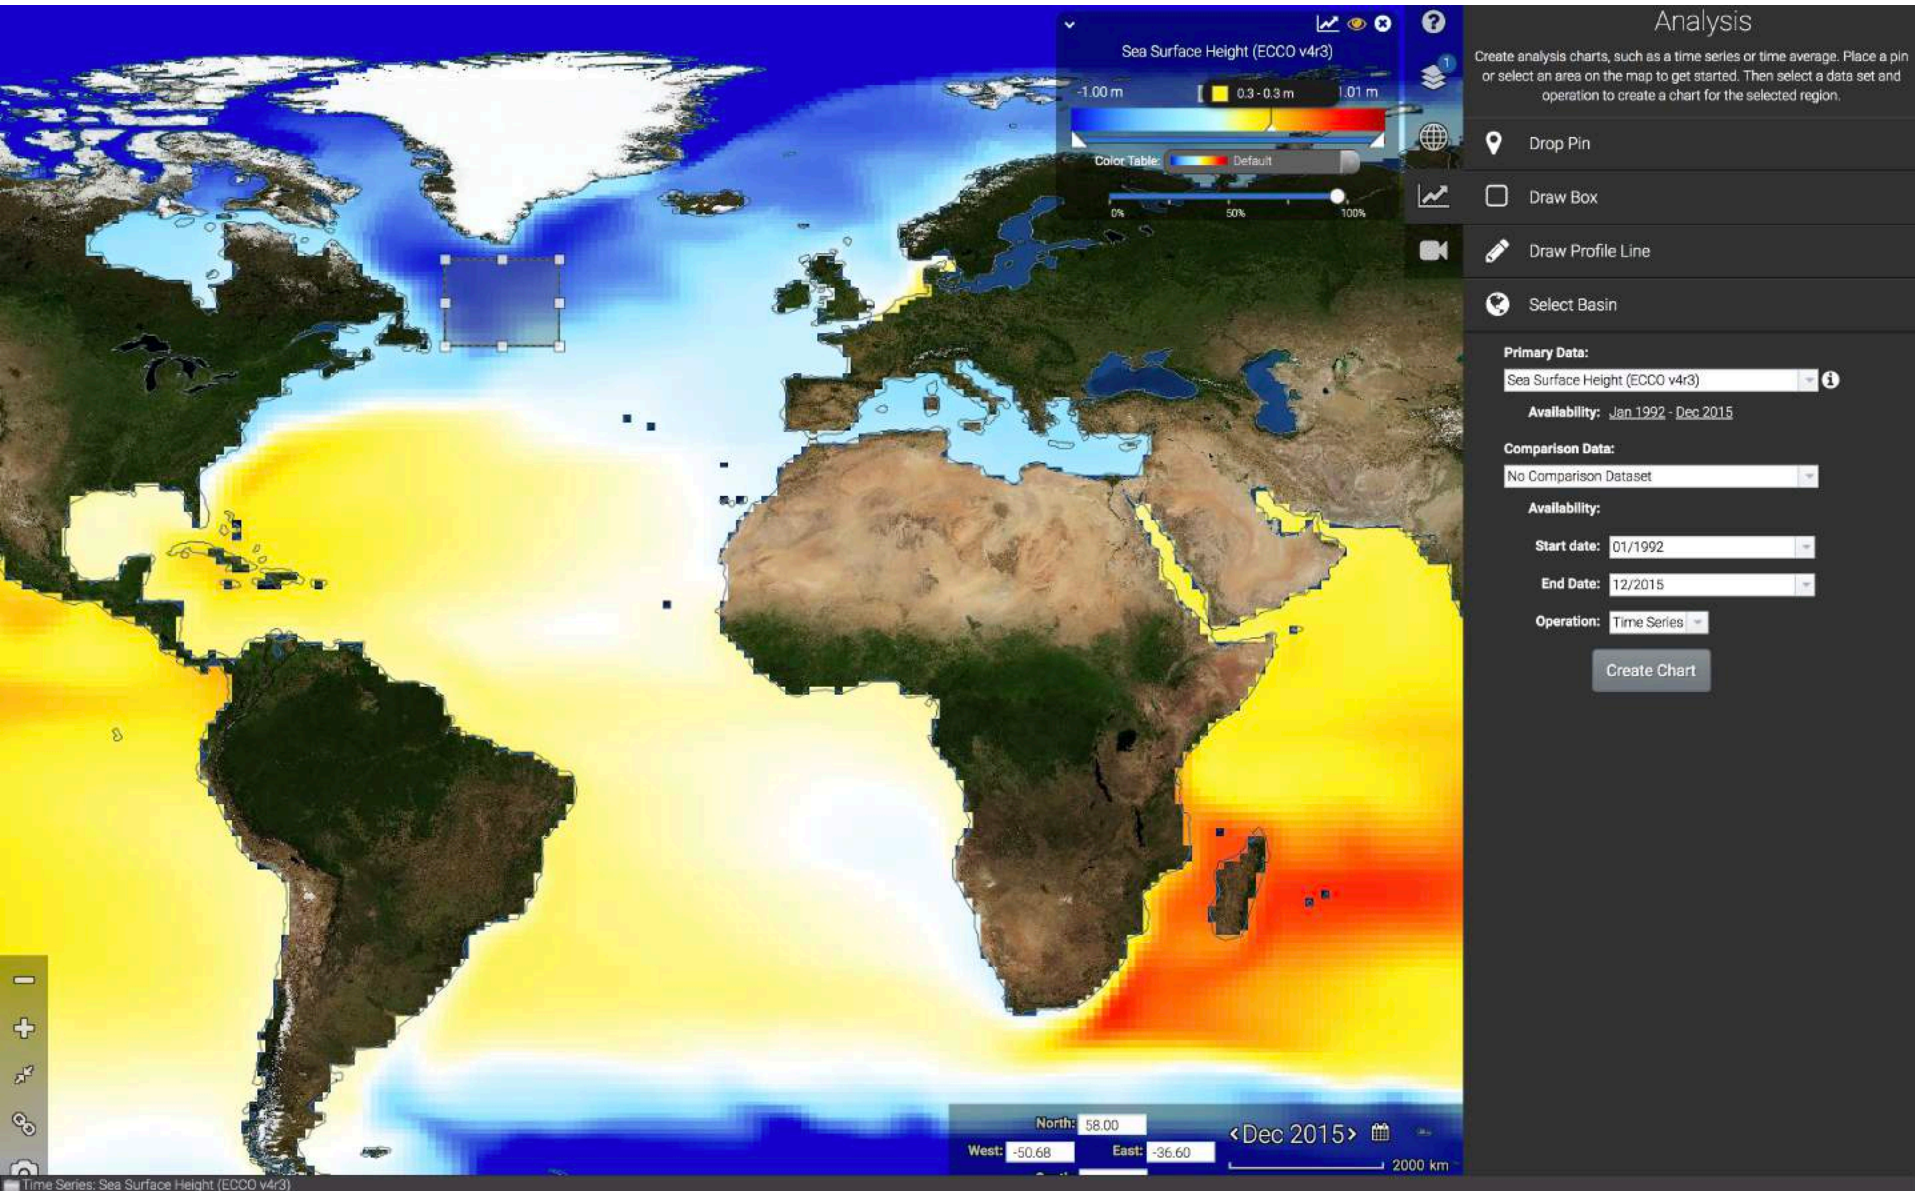 Sea Surface Height (ECCO v4r3)
-1.00 m
0.3 - 0.3 m
1.01 m
Color Table:
Default
0%
50%
100%
1
Analysis
Create analysis charts, such as a time series or time average. Place a pin
or select an area on the map to get started. Then select a data set and
operation to create a chart for the selected region.
Drop Pin
Draw Box
Draw Profile Line
Select Basin
Primary Data:
Sea Surface Height (ECCO v4r3)
Availability: Jan 1992 - Dec 2015
Comparison Data:
No Comparison Dataset
Availability:
Start date: 01/1992
End Date: 12/2015
Operation: Time Series
Create Chart
North: 58.00
West: -50.68 East: -36.60
<Dec 2015>
2000 km
Time Series: Sea Surface Height (ECCO v4r3)